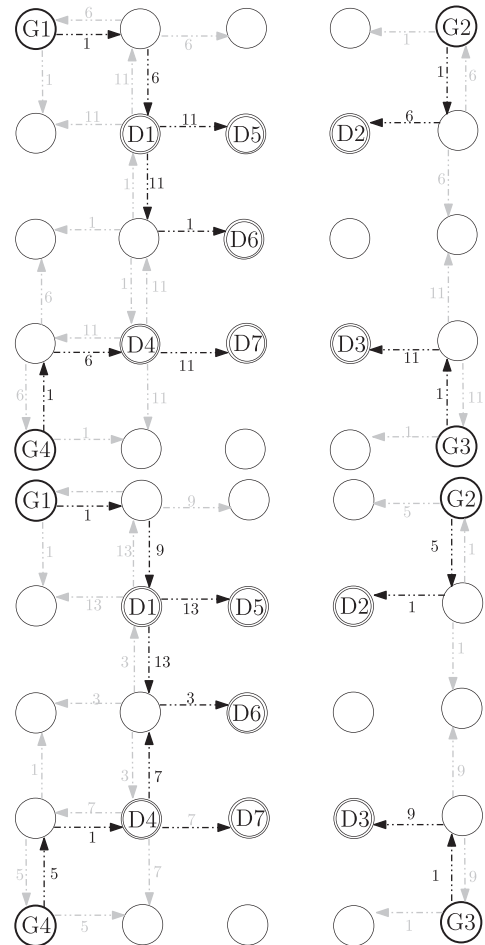 6 G2
G1 1 6 1
1 6 1 6
11
11 11 6
D1 D5 D2
1 11 6
1 1
D6
1 11 11
6
11 11
D4 D7 D3
6 11
6 1 11 1 11
1 1
G4 G3
G1 G2
1 9 5
1 13 9 5 1
13 13 1
D1 D5 D2
3 13 1
3 3
D6
1 3 7 9
7 9
D4 D7 D3
1 7
5 5 7 1 9
5 1
G4 G3